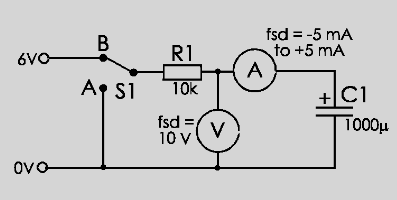 fsd = -5 mA
to +5 mA
B
6V
R1
A
A
S1
10k
+
C1
1000µ
fsd =
10 V
V
0V